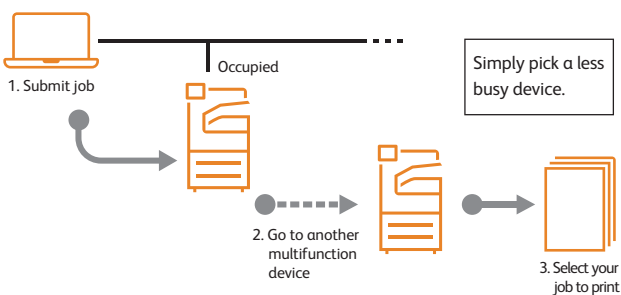 1. Submit job
Occupied
Simply pick a less
busy device.
2. Go to another
multifunction
device
3. Select your
job to print